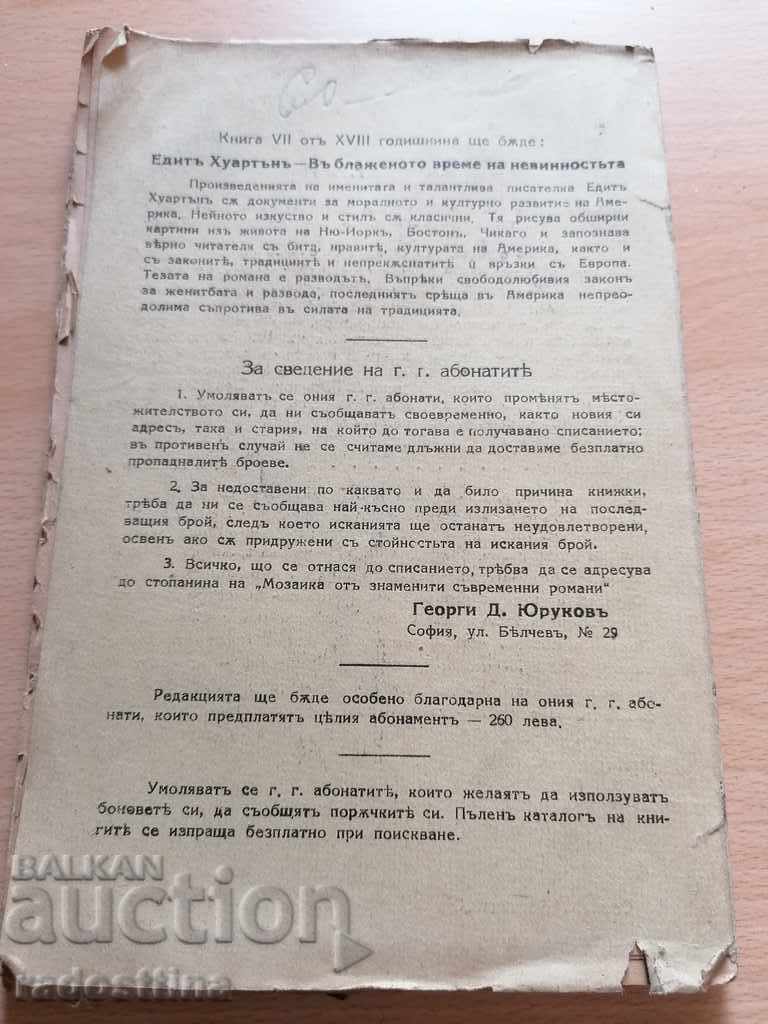 Книга VII отъ XVIII годишнина ще бѫде:
Едитъ Хуартънъ — Въ блаженото време на невинностьта
Произведенията на именитата и талантлива писателка Едитъ
Хуартънъ сѫ документи за моралното и културно развитие на Аме-
рика. Нейното изкуство и стилъ сѫ класични. Тя рисува обширни
картини изъ живота на Ню-Йоркъ, Бостонъ, Чикаго и запознава
вѣрно читателя съ бита, нравитѣ, културата на Америка, както и
съ законитѣ, традициитѣ и непрекѫснатитѣ ѝ връзки съ Европа.
Тезата на романа е разводътъ. Въпрѣки свободолюбивия законъ
за женитбата и развода, последниятъ срѣща въ Америка непрео-
долима съпротива въ силата на традицията.
За сведение на г. г. абонатитѣ
1. Умоляватъ се ония г. г. абонати, които промѣнятъ мѣсто-
жителството си, да ни съобщаватъ своевременно, както новия си
адресъ, така и стария, на който до тогава е получавано списанието;
въ противенъ случай не се считаме длъжни да доставяме безплатно
пропадналитѣ броеве.
2. За недоставени по каквато и да било причина книжки,
трѣба да ни се съобщава най-късно преди излизането на послед-
ващия брой, следъ което исканията ще останатъ неудовлетворени,
освенъ ако сѫ придружени съ стойностьта на искания брой.
3. Всичко, що се отнася до списанието, трѣбва да се адресува
до стопанина на „Мозаика отъ знаменити съвременни романи“
Георги Д. Юруковъ
София, ул. Бѣлчевъ, № 29
Редакцията ще бѫде особено благодарна на ония г. г. або-
нати, които предплатятъ цѣлия абонаментъ — 260 лева.
Умоляватъ се г. г. абонатитѣ, които желаятъ да използуватъ
боноветѣ си, да съобщятъ порѫчкитѣ си. Пъленъ каталогъ на кни-
гитѣ се изпраща безплатно при поискване.
BALKAN
auction
radosttina